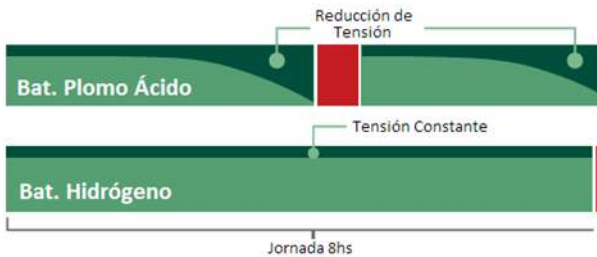 Reducción de
Tensión
Bat. Plomo Ácido
Tensión Constante
Bat. Hidrógeno
Jornada 8hs